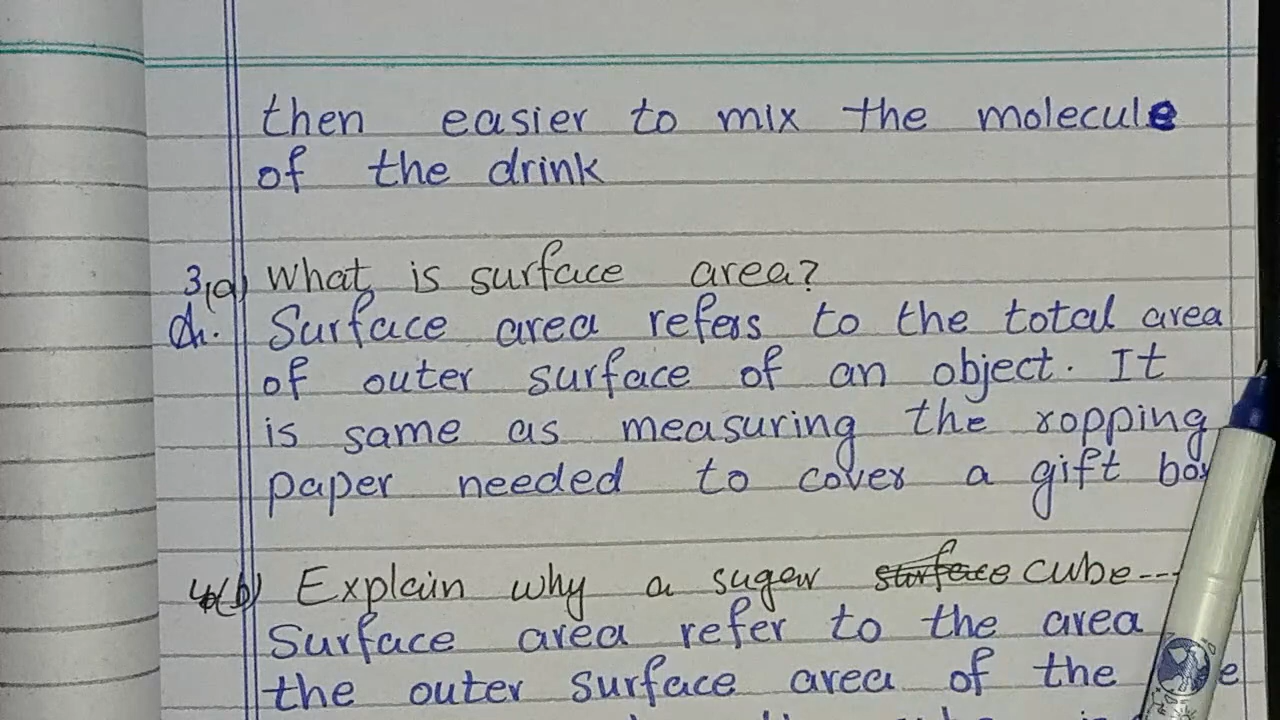 then easier to mix the molecule
of the drink
3(a) What is surface area?
Surface area refers to the total area
of outer surface of an object. It
is same as measuring the ropping
paper needed to cover a gift box
(b) Explain why a sugar surface cube---
Surface area refer to the area
the outer surface area of the